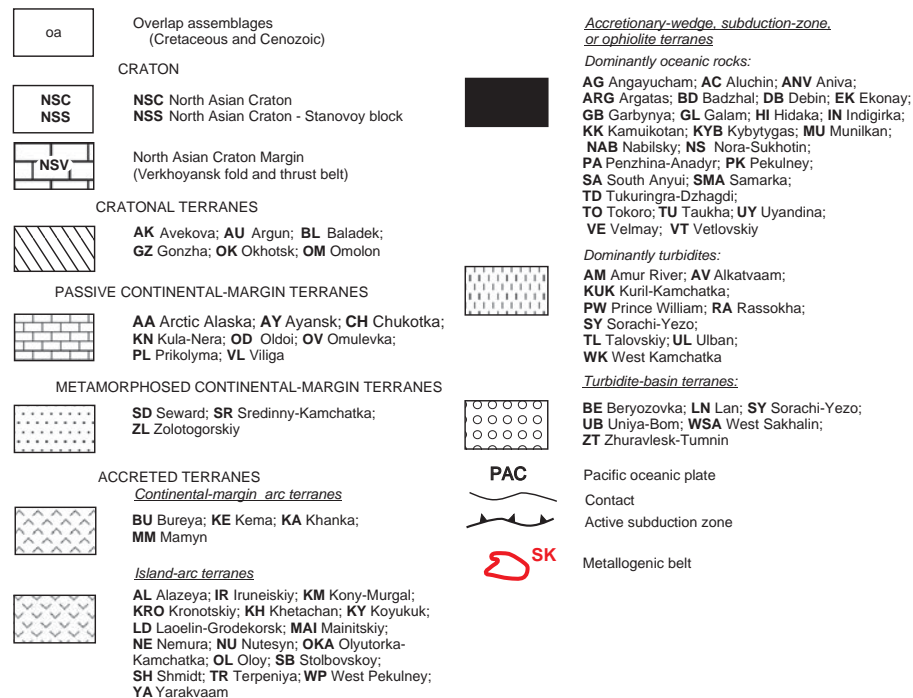 oa
Overlap assemblages
(Cretaceous and Cenozoic)
CRATON
NSC
NSS
NSC North Asian Craton
NSS North Asian Craton - Stanovoy block
NSV
North Asian Craton Margin
(Verkhoyansk fold and thrust belt)
CRATONAL TERRANES
AK Avekova; AU Argun; BL Baladek;
GZ Gonzha; OK Okhotsk; OM Omolon
PASSIVE CONTINENTAL-MARGIN TERRANES
AA Arctic Alaska; AY Ayansk; CH Chukotka;
KN Kula-Nera; OD Oldoi; OV Omulevka;
PL Prikolyma; VL Viliga
METAMORPHOSED CONTINENTAL-MARGIN TERRANES
SD Seward; SR Sredinny-Kamchatka;
ZL Zolotogorskiy
ACCRETED TERRANES
Continental-margin arc terranes
BU Bureya; KE Kema; KA Khanka;
MM Mamyn
Island-arc terranes
AL Alazeya; IR Iruneiskiy; KM Kony-Murgal;
KRO Kronotskiy; KH Khetachan; KY Koyukuk;
LD Laoelin-Grodekorsk; MAI Mainitskiy;
NE Nemura; NU Nutesyn; OKA Olyutorka-
Kamchatka; OL Oloy; SB Stolbovskoy;
SH Shmidt; TR Terpeniya; WP West Pekulney;
YA Yarakvaam
Accretionary-wedge, subduction-zone,
or ophiolite terranes
Dominantly oceanic rocks:
AG Angayucham; AC Aluchin; ANV Aniva;
ARG Argatas; BD Badzhal; DB Debin; EK Ekonay;
GB Garbynya; GL Galam; HI Hidaka; IN Indigirka;
KK Kamuikotan; KYB Kybytygas; MU Munilkan;
NAB Nabilsky; NS Nora-Sukhotin;
PA Penzhina-Anadyr; PK Pekulney;
SA South Anyui; SMA Samarka;
TD Tukuringra-Dzhagdi;
TO Tokoro; TU Taukha; UY Uyandina;
VE Velmay; VT Vetlovskiy
Dominantly turbidites:
AM Amur River; AV Alkatvaam;
KUK Kuril-Kamchatka;
PW Prince William; RA Rassokha;
SY Sorachi-Yezo;
TL Talovskiy; UL Ulban;
WK West Kamchatka
Turbidite-basin terranes:
BE Beryozovka; LN Lan; SY Sorachi-Yezo;
UB Uniya-Bom; WSA West Sakhalin;
ZT Zhuravlesk-Tumnin
PAC
Pacific oceanic plate
Contact
Active subduction zone
SK
Metallogenic belt